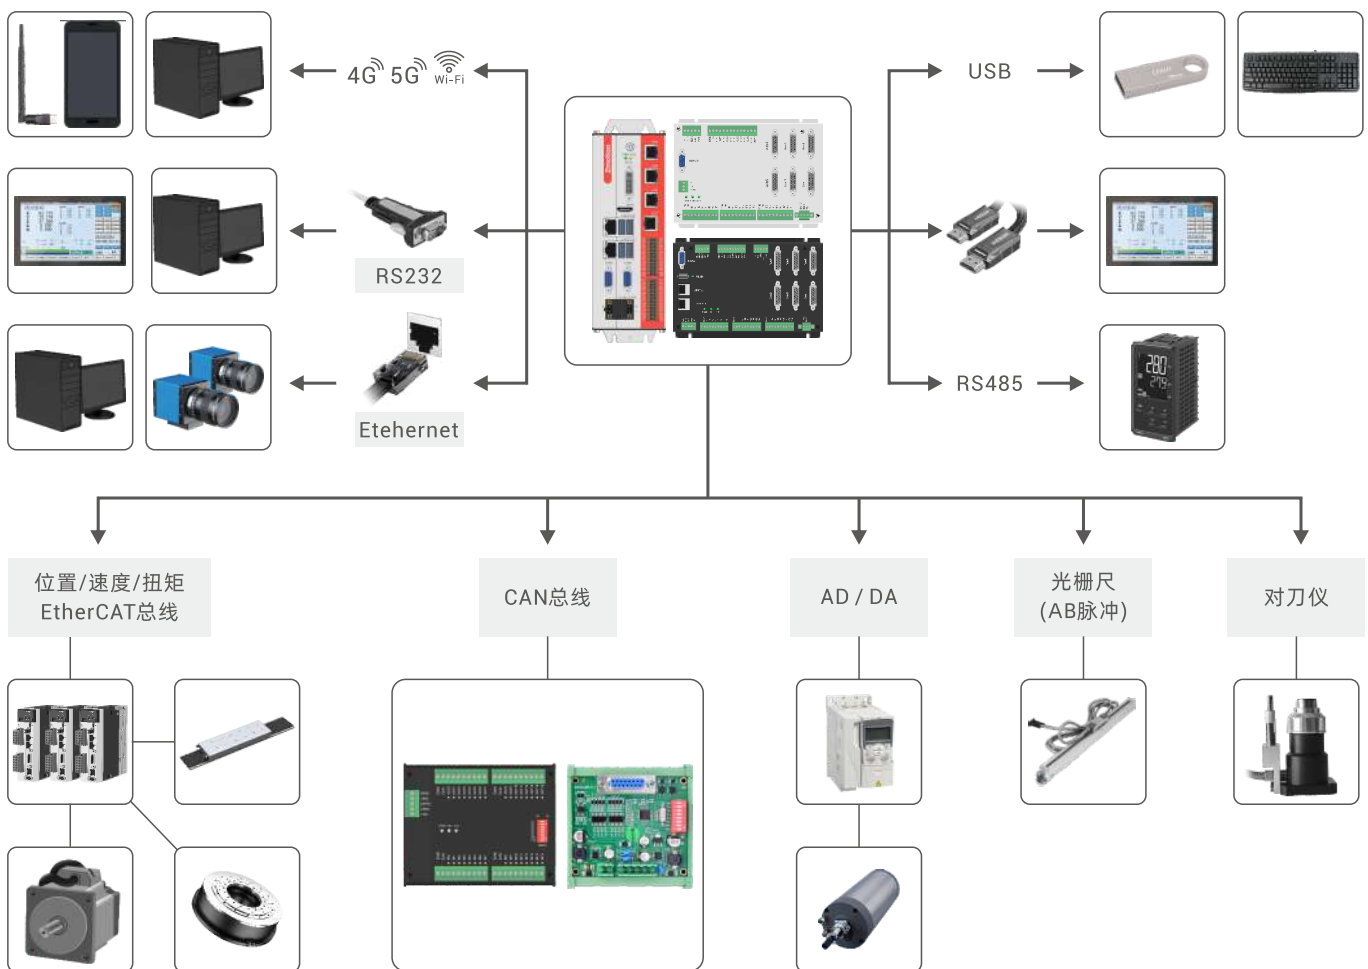 4G 5G Wi-Fi
USB
RS232
RS485
280
Etehernet
位置/速度/扭矩
EtherCAT总线
CAN总线
AD / DA
光栅尺
(AB脉冲)
对刀仪